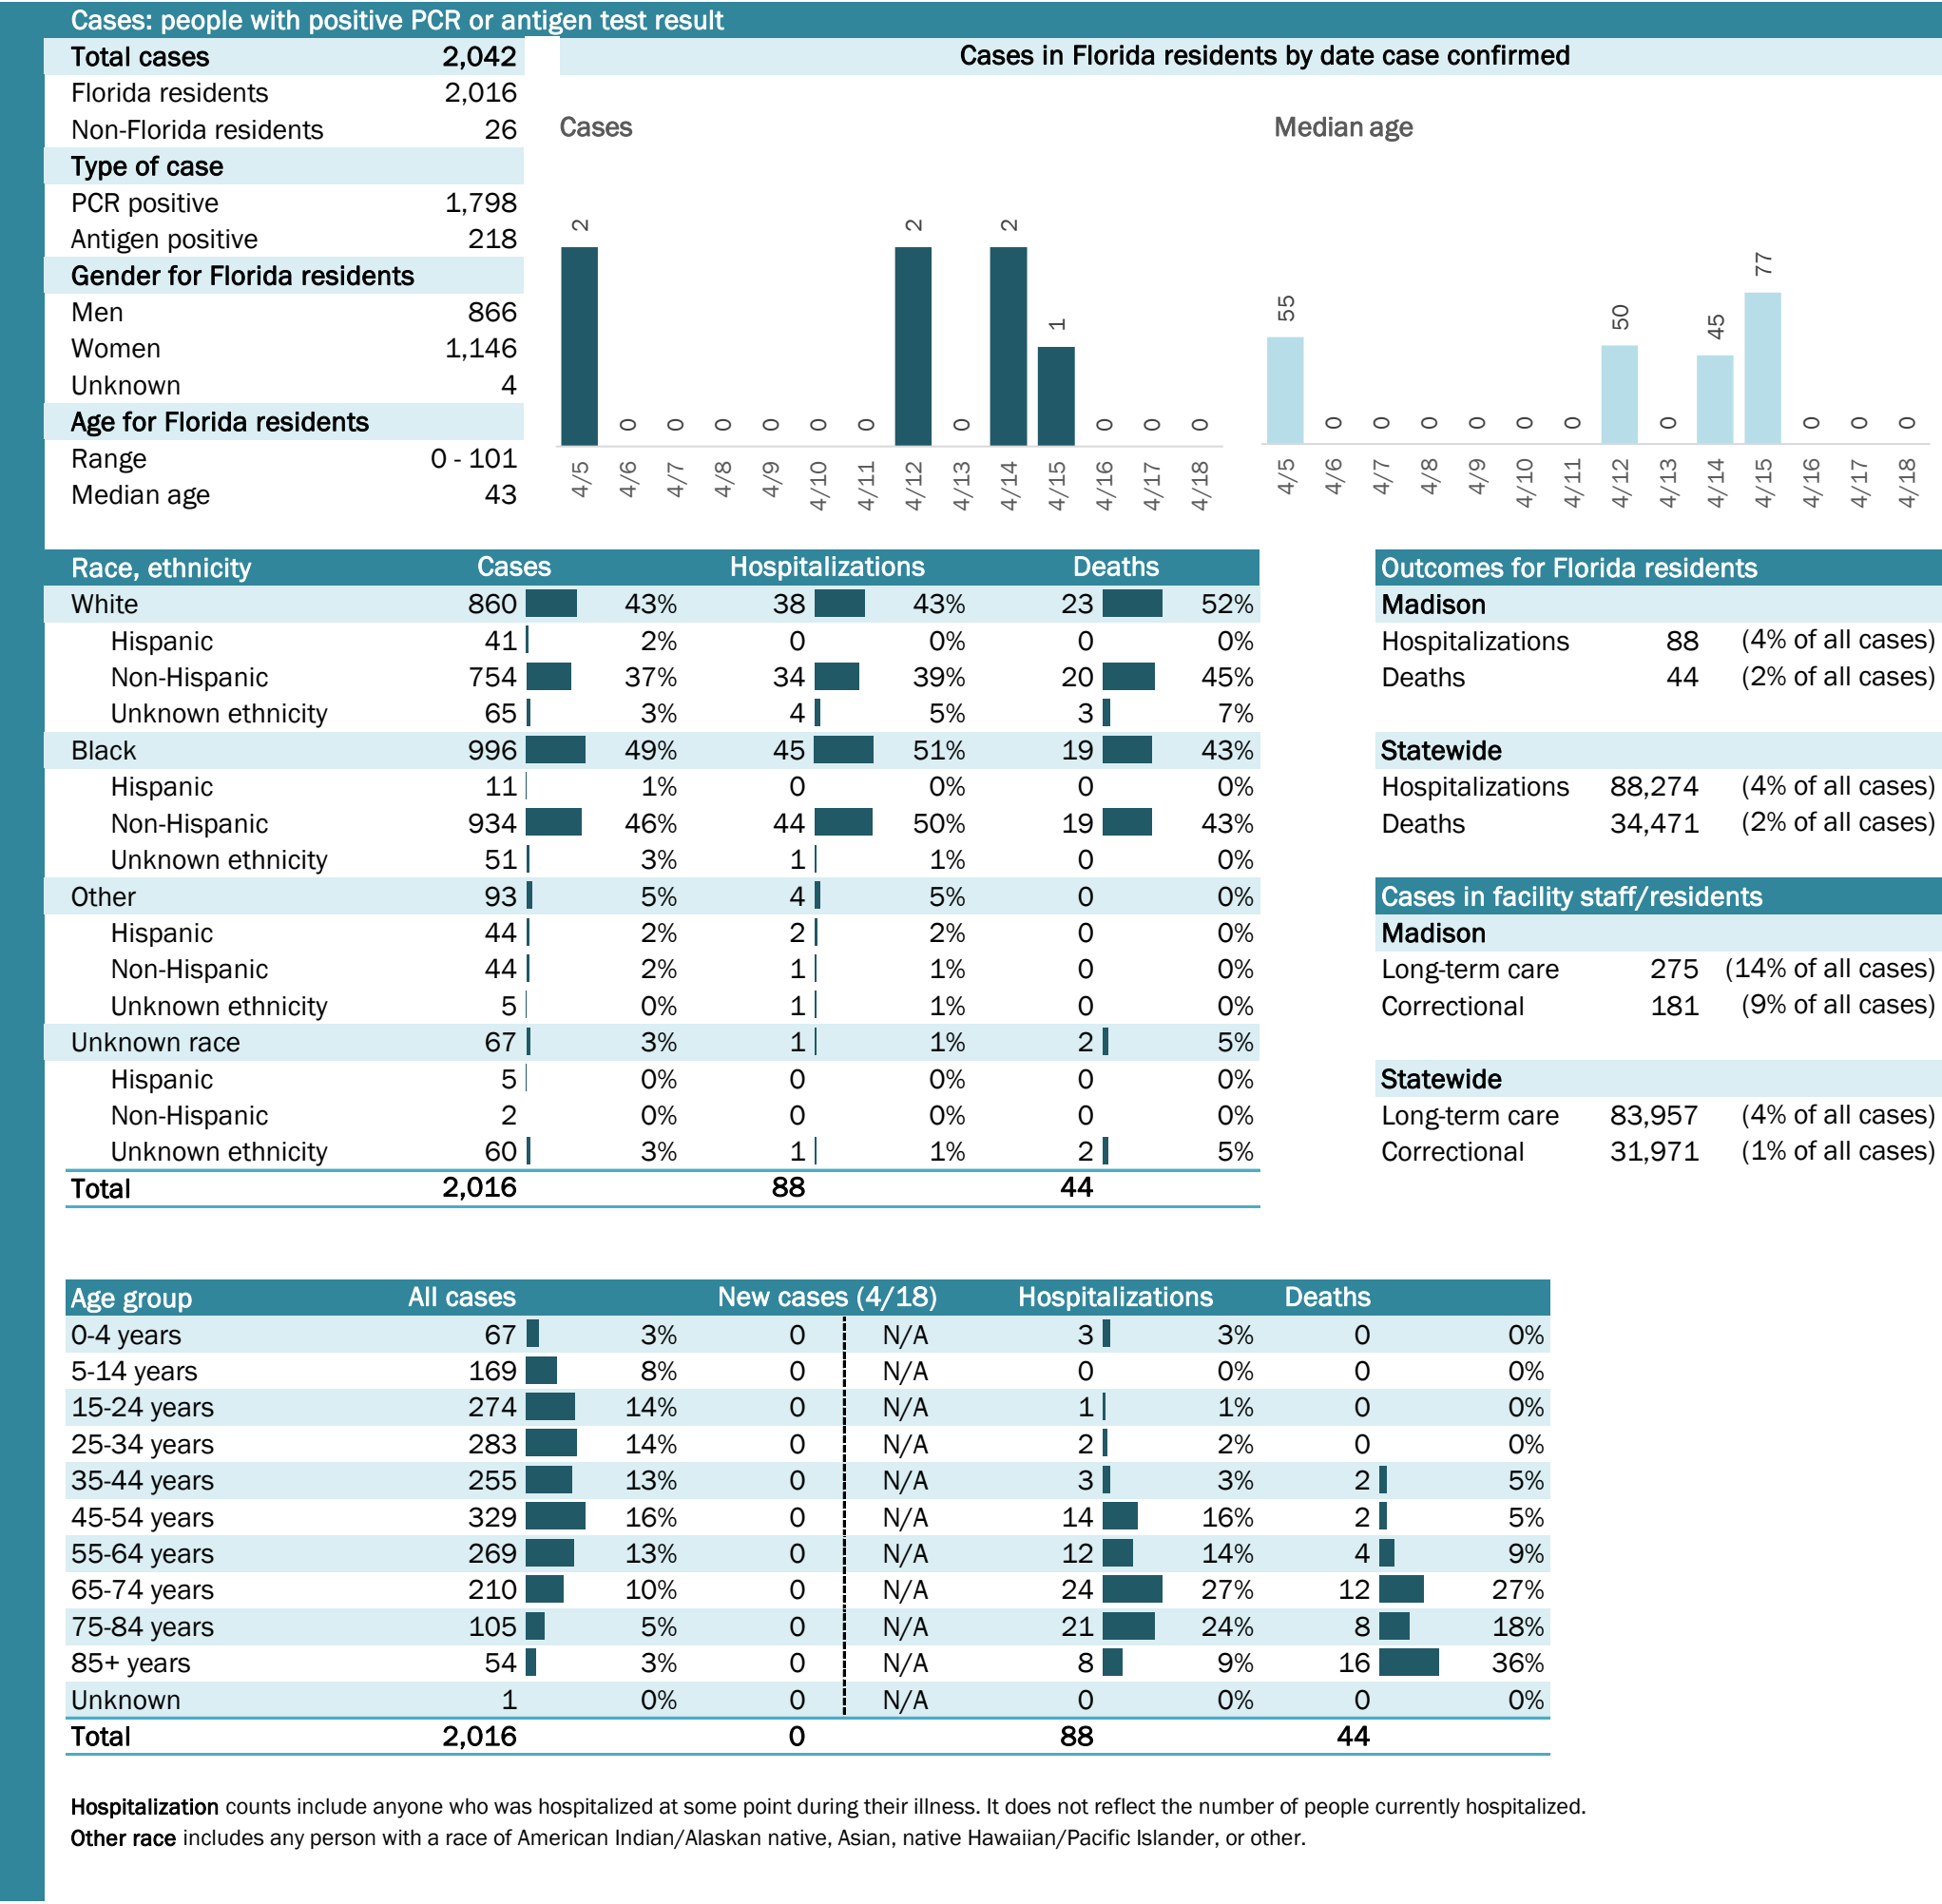 Cases: people with positive PCR or antigen test result
Total cases 2,042
Florida residents 2,016
Non-Florida residents 26
Type of case
PCR positive 1,798
Antigen positive 218
Gender for Florida residents
Men 866
Women 1,146
Unknown 4
Age for Florida residents
Range 0 - 101
Median age 43
Cases in Florida residents by date case confirmed
Cases
2 0 0 0 0 0 0 2 0 2 1 0 0 0
4/5 4/6 4/7 4/8 4/9 4/10 4/11 4/12 4/13 4/14 4/15 4/16 4/17 4/18
Median age
55 0 0 0 0 0 0 50 0 45 77 0 0 0
4/5 4/6 4/7 4/8 4/9 4/10 4/11 4/12 4/13 4/14 4/15 4/16 4/17 4/18
Race, ethnicity Cases Hospitalizations Deaths
White 860 43% 38 43% 23 52%
Hispanic 41 2% 0 0% 0 0%
Non-Hispanic 754 37% 34 39% 20 45%
Unknown ethnicity 65 3% 4 5% 3 7%
Black 996 49% 45 51% 19 43%
Hispanic 11 1% 0 0% 0 0%
Non-Hispanic 934 46% 44 50% 19 43%
Unknown ethnicity 51 3% 1 1% 0 0%
Other 93 5% 4 5% 0 0%
Hispanic 44 2% 2 2% 0 0%
Non-Hispanic 44 2% 1 1% 0 0%
Unknown ethnicity 5 0% 1 1% 0 0%
Unknown race 67 3% 1 1% 2 5%
Hispanic 5 0% 0 0% 0 0%
Non-Hispanic 2 0% 0 0% 0 0%
Unknown ethnicity 60 3% 1 1% 2 5%
Total 2,016 88 44
Outcomes for Florida residents
Madison
Hospitalizations 88 (4% of all cases)
Deaths 44 (2% of all cases)
Statewide
Hospitalizations 88,274 (4% of all cases)
Deaths 34,471 (2% of all cases)
Cases in facility staff/residents
Madison
Long-term care 275 (14% of all cases)
Correctional 181 (9% of all cases)
Statewide
Long-term care 83,957 (4% of all cases)
Correctional 31,971 (1% of all cases)
Age group All cases New cases (4/18) Hospitalizations Deaths
0-4 years 67 3% 0 N/A 3 3% 0 0%
5-14 years 169 8% 0 N/A 0 0% 0 0%
15-24 years 274 14% 0 N/A 1 1% 0 0%
25-34 years 283 14% 0 N/A 2 2% 0 0%
35-44 years 255 13% 0 N/A 3 3% 2 5%
45-54 years 329 16% 0 N/A 14 16% 2 5%
55-64 years 269 13% 0 N/A 12 14% 4 9%
65-74 years 210 10% 0 N/A 24 27% 12 27%
75-84 years 105 5% 0 N/A 21 24% 8 18%
85+ years 54 3% 0 N/A 8 9% 16 36%
Unknown 1 0% 0 N/A 0 0% 0 0%
Total 2,016 0 88 44
Hospitalization counts include anyone who was hospitalized at some point during their illness. It does not reflect the number of people currently hospitalized.
Other race includes any person with a race of American Indian/Alaskan native, Asian, native Hawaiian/Pacific Islander, or other.